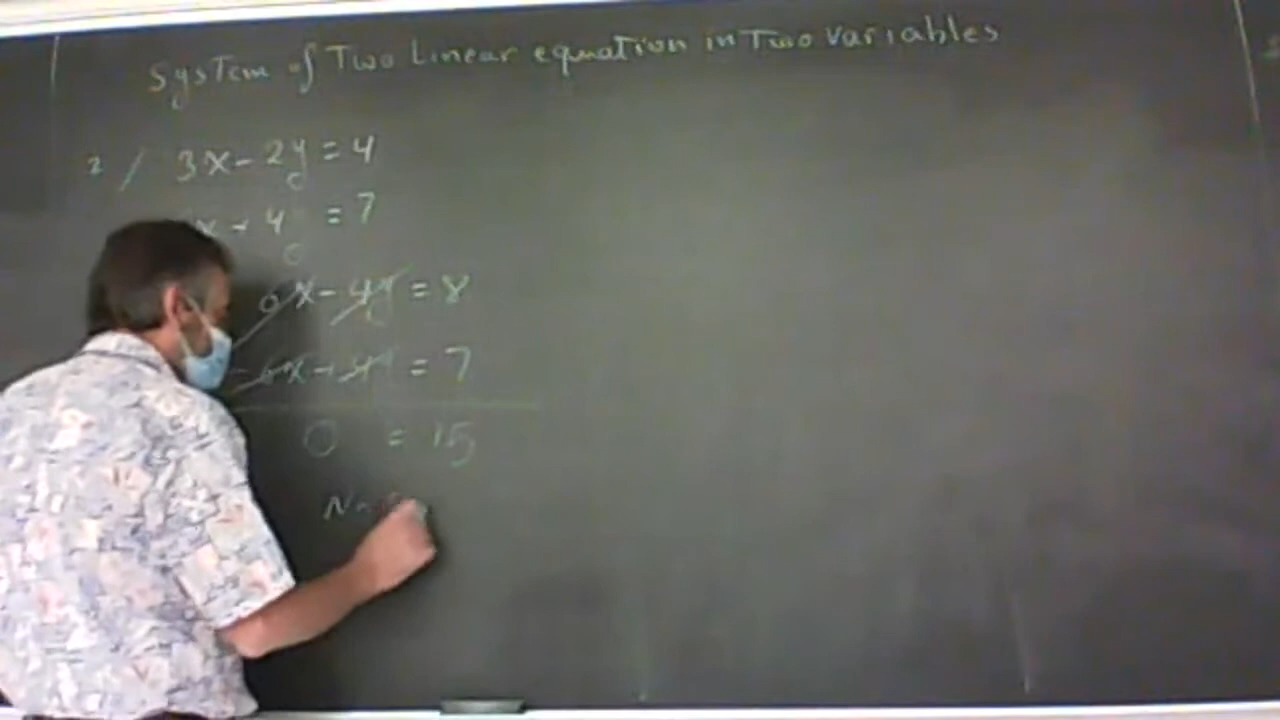 System of Two Linear equation in Two variables
2 / 3x - 2y = 4
x + 4 = 7
6x - 4y = 8
- 6x + 4y = 7
0 = 15
No